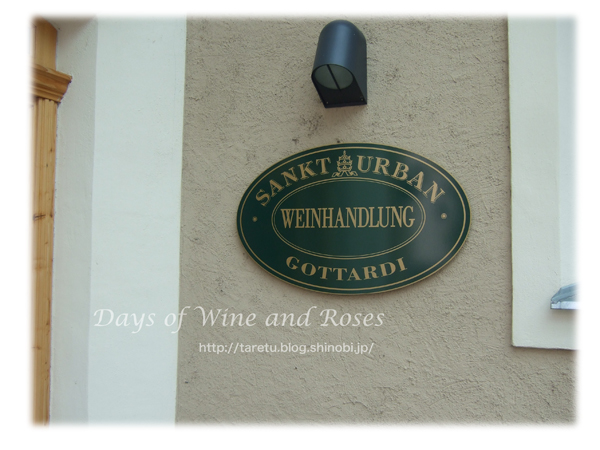 SANKT URBAN
WEINHANDLUNG
GOTTARDI
Days of Wine and Roses
http://taretu.blog.shinobi.jp/